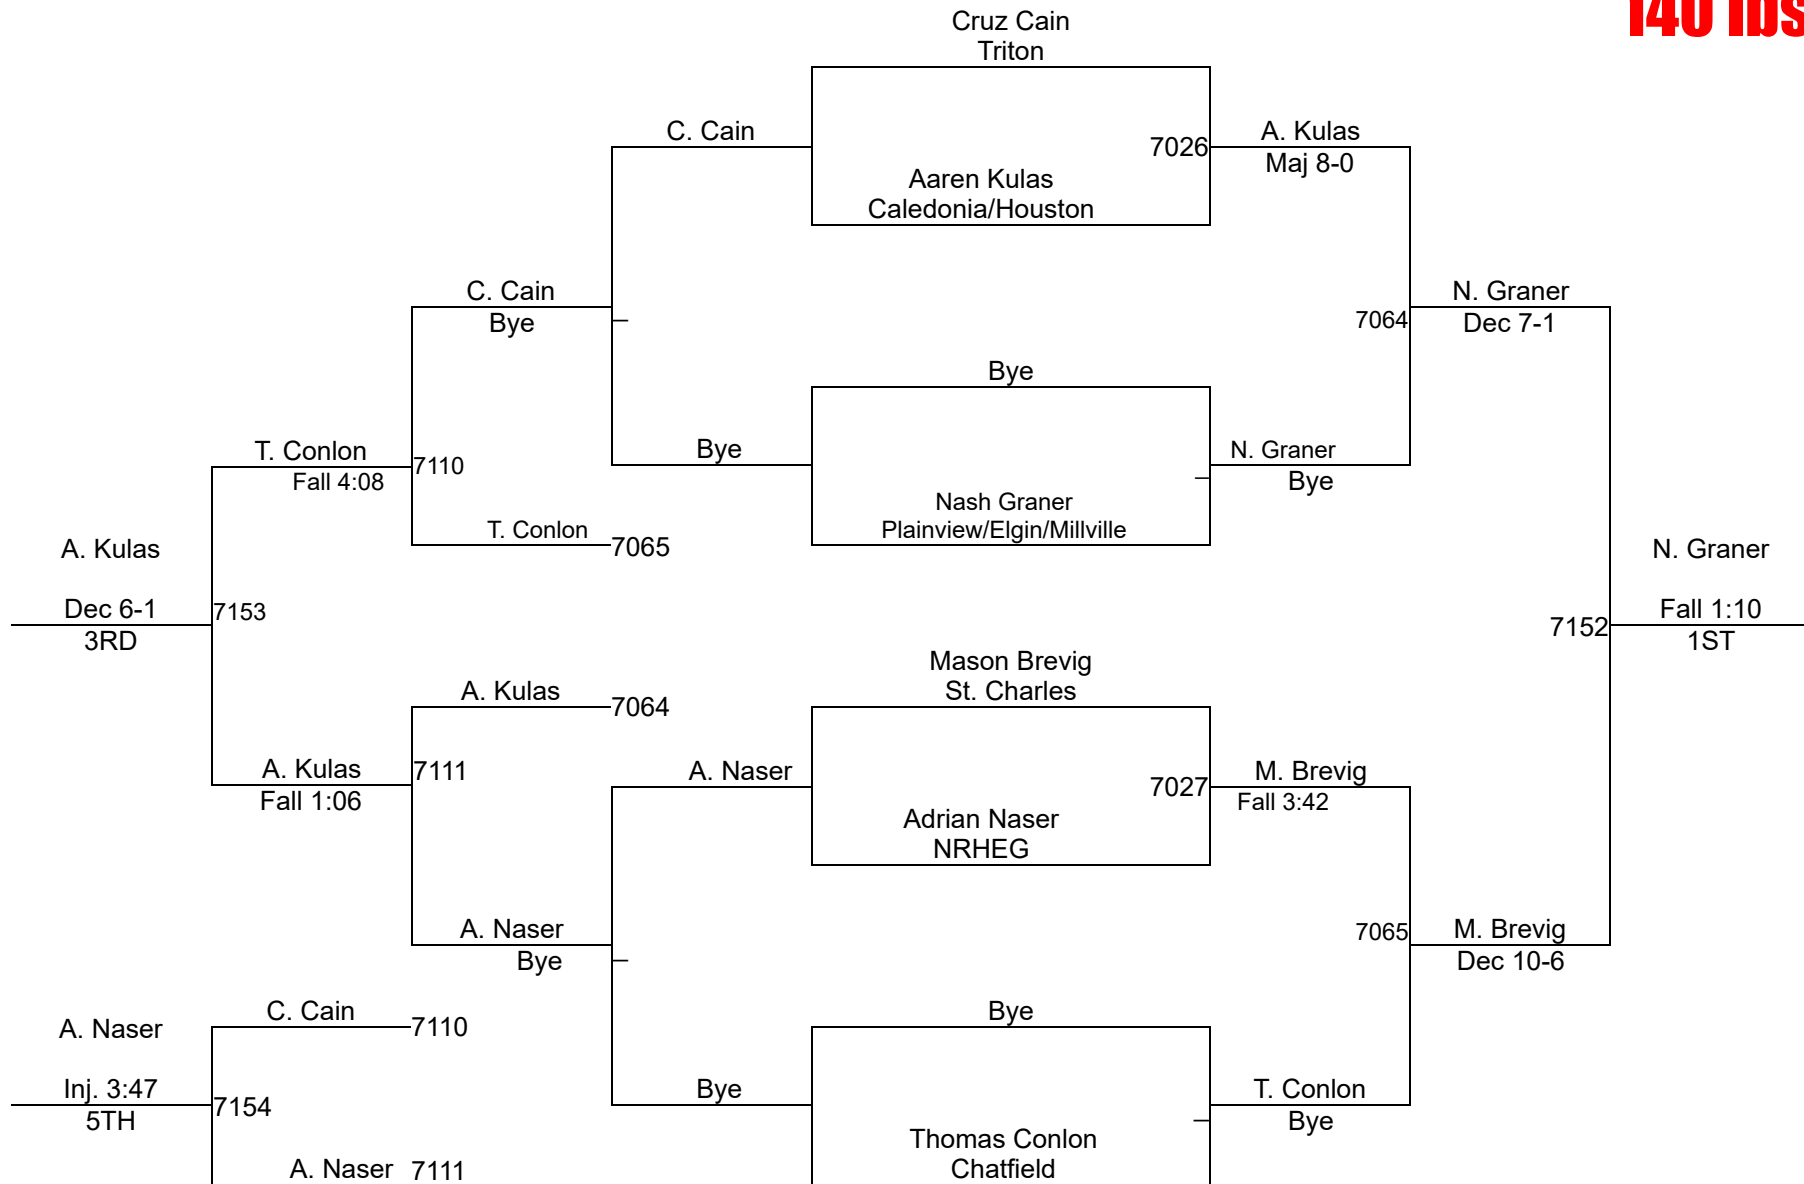 140 lbs
Cruz Cain
Triton
C. Cain
7026
A. Kulas
Maj 8-0
Aaren Kulas
Caledonia/Houston
C. Cain
Bye
7064
N. Graner
Dec 7-1
Bye
T. Conlon
Fall 4:08
7110
Bye
N. Graner
Bye
Nash Graner
Plainview/Elgin/Millville
T. Conlon
7065
A. Kulas
Dec 6-1
3RD
7153
7152
N. Graner
Fall 1:10
1ST
Mason Brevig
St. Charles
A. Kulas
7064
A. Kulas
Fall 1:06
7111
A. Naser
7027
M. Brevig
Fall 3:42
Adrian Naser
NRHEG
A. Naser
Bye
7065
M. Brevig
Dec 10-6
A. Naser
Inj. 3:47
5TH
C. Cain
7110
7154
Bye
Bye
T. Conlon
Bye
Thomas Conlon
Chatfield
A. Naser
7111